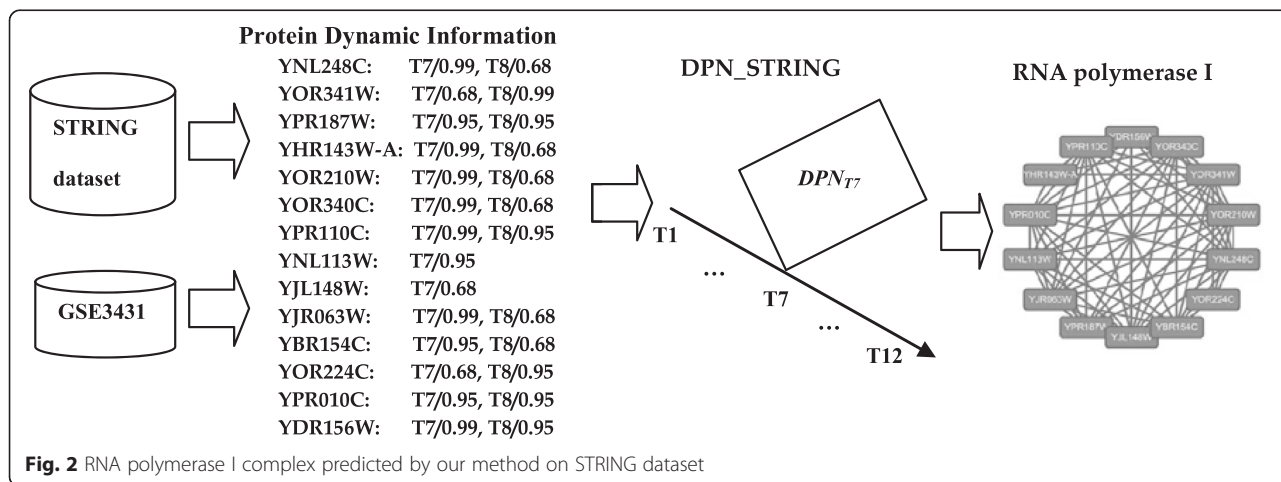 Protein Dynamic Information
STRING
dataset
GSE3431
YNL248C: T7/0.99, T8/0.68
YOR341W: T7/0.68, T8/0.99
YPR187W: T7/0.95, T8/0.95
YHR143W-A: T7/0.99, T8/0.68
YOR210W: T7/0.99, T8/0.68
YOR340C: T7/0.99, T8/0.68
YPR110C: T7/0.99, T8/0.95
YNL113W: T7/0.95
YJL148W: T7/0.68
YJR063W: T7/0.99, T8/0.68
YBR154C: T7/0.95, T8/0.68
YOR224C: T7/0.68, T8/0.95
YPR010C: T7/0.95, T8/0.95
YDR156W: T7/0.99, T8/0.95
DPN_STRING
DPNT7
T1
...
T7
...
T12
RNA polymerase I
YDR156W
YPR110C
YOR340C
YHR143W-A
YOR341W
YPR010C
YOR210W
YNL113W
YNL248C
YJR063W
YOR224C
YPR187W
YBR154C
YJL148W
Fig. 2 RNA polymerase I complex predicted by our method on STRING dataset